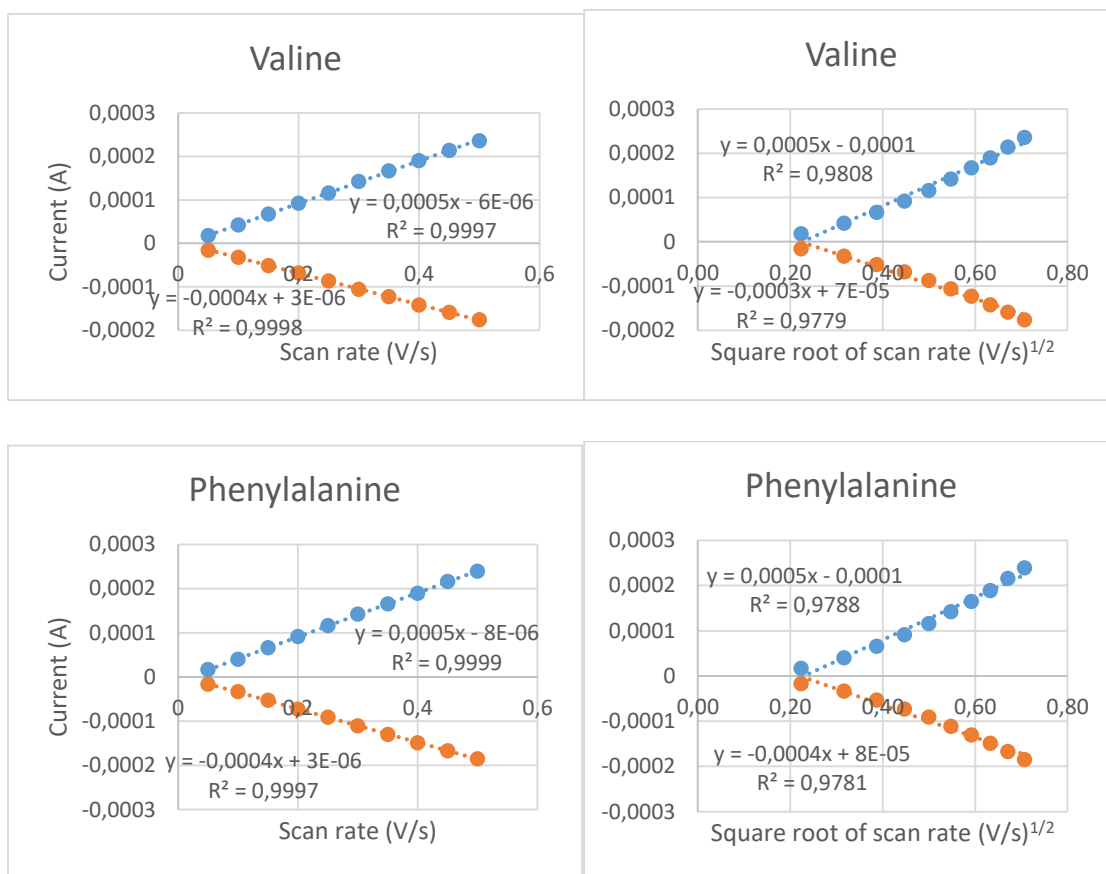 Valine
0,0003
0,0002
0,0001
0
-0,0001
-0,0002
Current (A)
y = 0,0005x - 6E-06
R² = 0,9997
0
0,2
0,4
0,6
y = -0,0004x + 3E-06
R² = 0,9998
Scan rate (V/s)
Valine
0,0003
0,0002
0,0001
0
-0,0001
-0,0002
y = 0,0005x - 0,0001
R² = 0,9808
0,00
0,20
0,40
0,60
0,80
y = -0,0003x + 7E-05
R² = 0,9779
Square root of scan rate (V/s)1/2
Phenylalanine
0,0003
0,0002
0,0001
0
-0,0001
-0,0002
-0,0003
Current (A)
y = 0,0005x - 8E-06
R² = 0,9999
0
0,2
0,4
0,6
y = -0,0004x + 3E-06
R² = 0,9997
Scan rate (V/s)
Phenylalanine
0,0003
0,0002
0,0001
0
-0,0001
-0,0002
-0,0003
y = 0,0005x - 0,0001
R² = 0,9788
0,00
0,20
0,40
0,60
0,80
y = -0,0004x + 8E-05
R² = 0,9781
Square root of scan rate (V/s)1/2